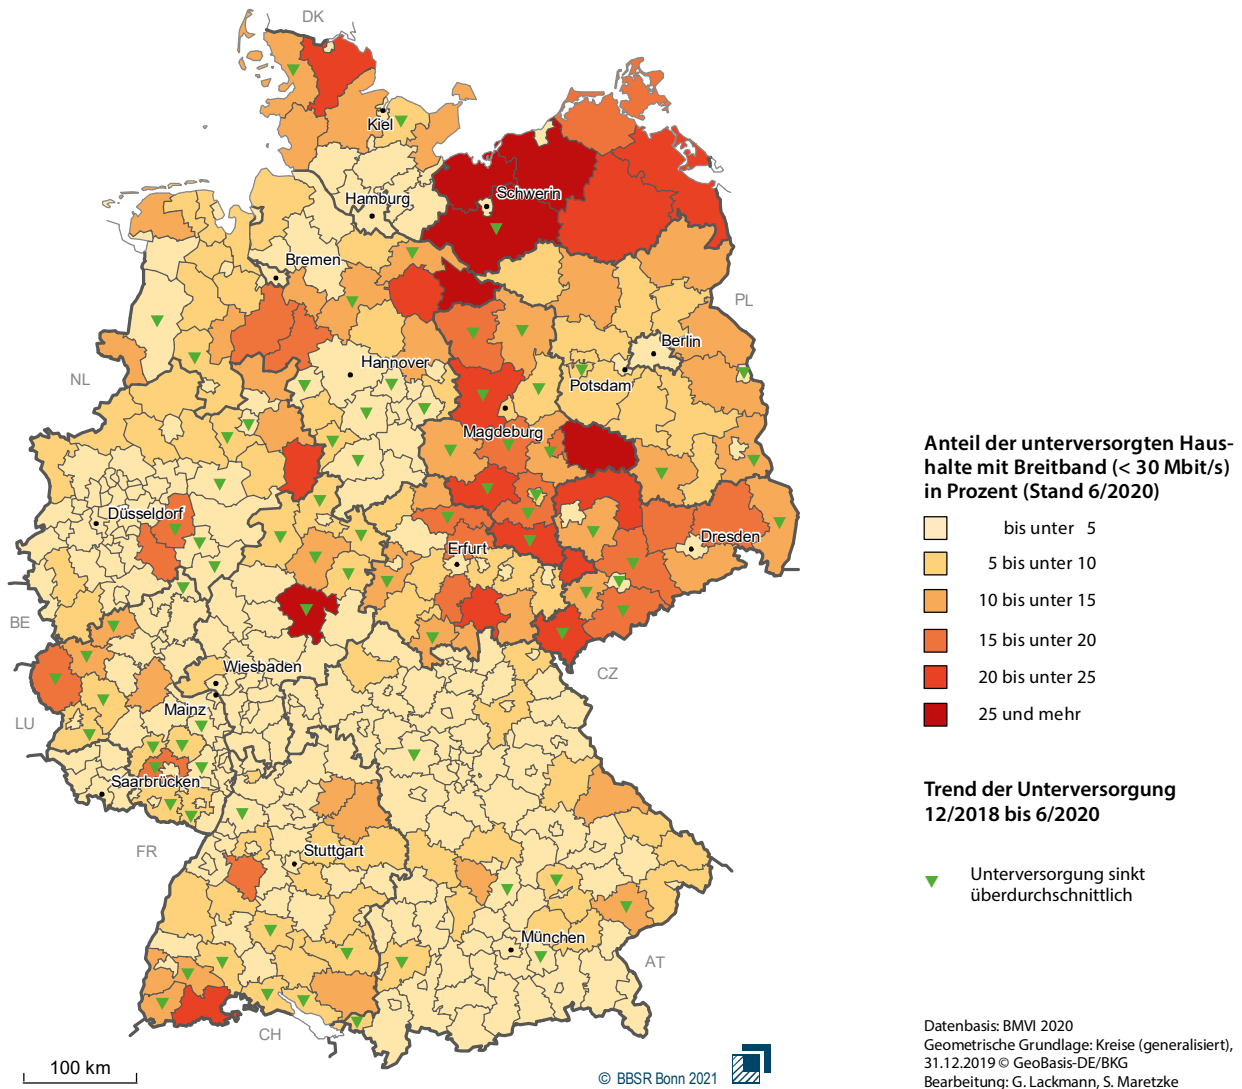 DK
Kiel
Hamburg
Schwerin
Bremen
PL
Berlin
Hannover
NL
Potsdam
Magdeburg
Düsseldorf
Dresden
Erfurt
BE
Wiesbaden
CZ
Mainz
LU
Saarbrücken
FR
Stuttgart
München
AT
CH
100 km
© BBSR Bonn 2021
Anteil der unterversorgten Haus-
halte mit Breitband (< 30 Mbit/s)
in Prozent (Stand 6/2020)
bis unter 5
5 bis unter 10
10 bis unter 15
15 bis unter 20
20 bis unter 25
25 und mehr
Trend der Unterversorgung
12/2018 bis 6/2020
Unterversorgung sinkt
überdurchschnittlich
Datenbasis: BMVI 2020
Geometrische Grundlage: Kreise (generalisiert),
31.12.2019 © GeoBasis-DE/BKG
Bearbeitung: G. Lackmann, S. Maretzke